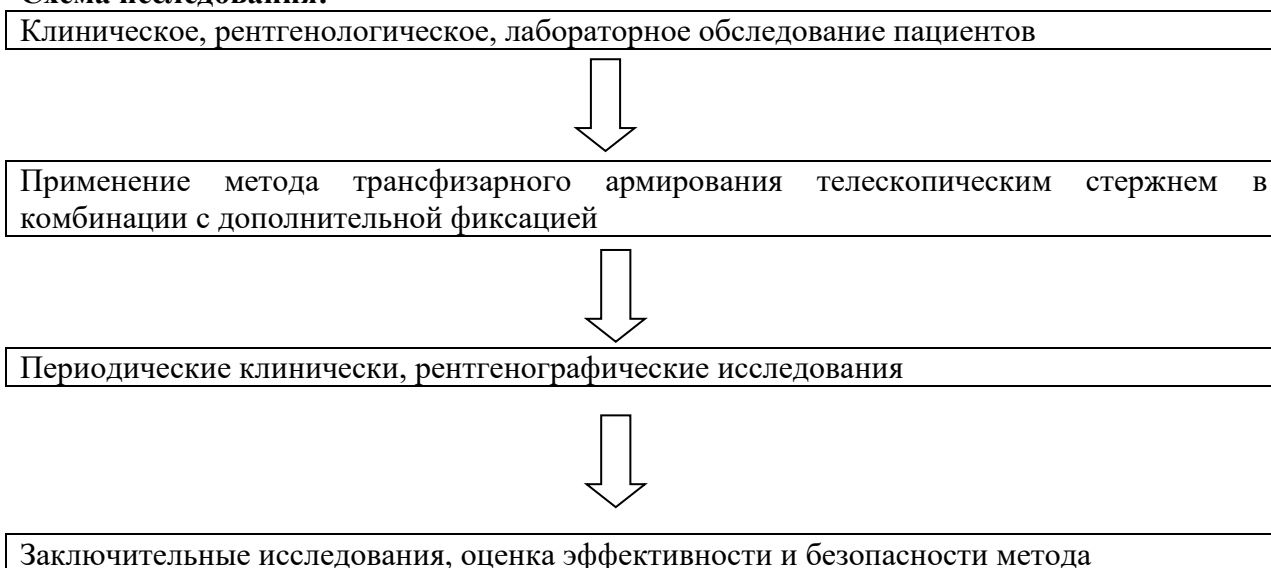 Схема исследования:
Клиническое, рентгенологическое, лабораторное обследование пациентов
Применение метода трансфизарного армирования телескопическим стержнем в
комбинации с дополнительной фиксацией
Периодические клинически, рентгенографические исследования
Заключительные исследования, оценка эффективности и безопасности метода